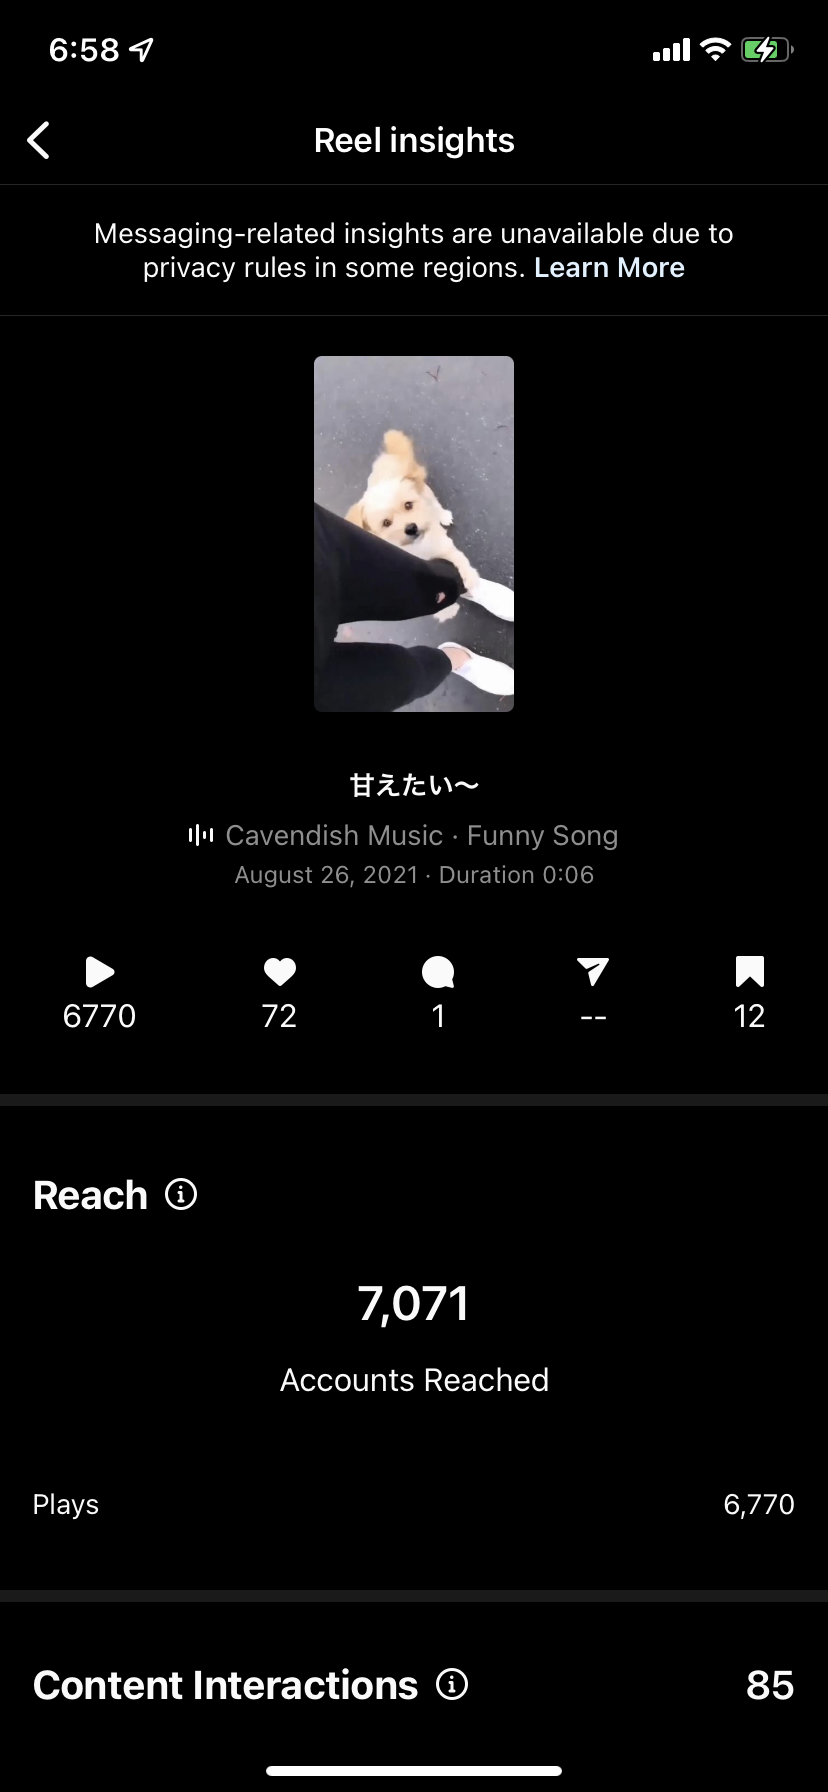 6:58
Reel insights
Messaging-related insights are unavailable due to
privacy rules in some regions. Learn More
甘えたい〜
Cavendish Music · Funny Song
August 26, 2021 · Duration 0:06
6770 72 1 -- 12
Reach
7,071
Accounts Reached
Plays 6,770
Content Interactions 85